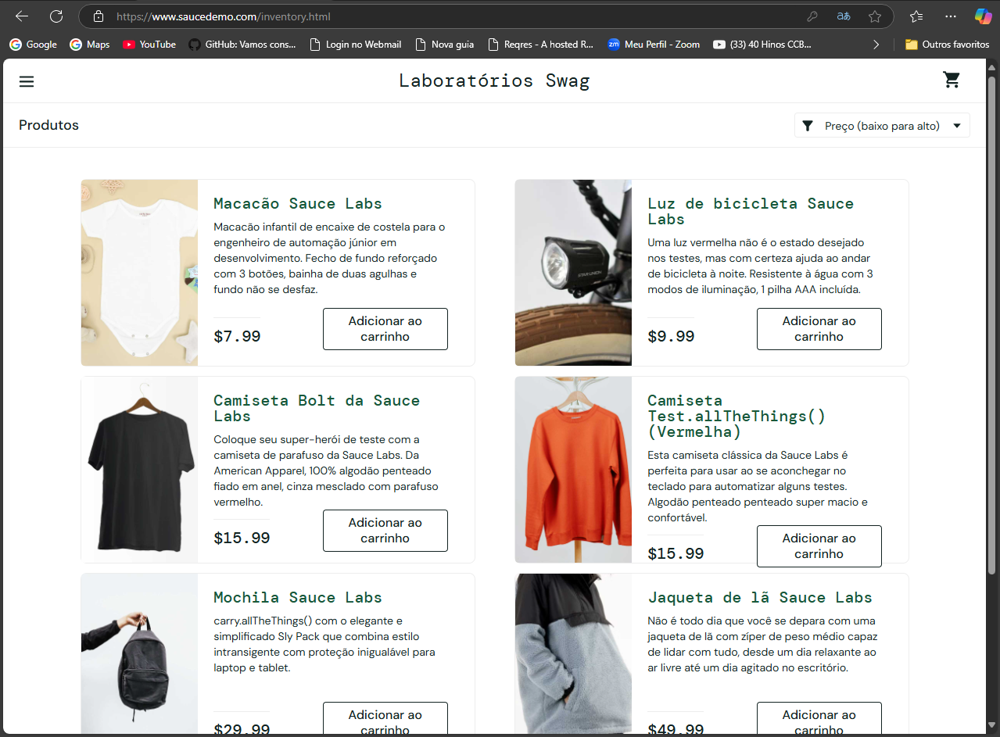 https://www.saucedemo.com/inventory.html
aあ
Google
Maps
YouTube
GitHub: Vamos cons...
Login no Webmail
Nova guia
Reqres - A hosted R...
zm
Meu Perfil - Zoom
(33) 40 Hinos CCB...
Outros favoritos
Laboratórios Swag
Produtos
Preço (baixo para alto)
Macacão Sauce Labs
Macacão infantil de encaixe de costela para o
engenheiro de automação júnior em
desenvolvimento. Fecho de fundo reforçado
com 3 botões, bainha de duas agulhas e
fundo não se desfaz.
$7.99
Adicionar ao
carrinho
STAR UNION
Luz de bicicleta Sauce
Labs
Uma luz vermelha não é o estado desejado
nos testes, mas com certeza ajuda ao andar
de bicicleta à noite. Resistente à água com 3
modos de iluminação, 1 pilha AAA incluída.
$9.99
Adicionar ao
carrinho
Camiseta Bolt da Sauce
Labs
Coloque seu super-herói de teste com a
camiseta de parafuso da Sauce Labs. Da
American Apparel, 100% algodão penteado
fiado em anel, cinza mesclado com parafuso
vermelho.
$15.99
Adicionar ao
carrinho
Camiseta
Test.allTheThings()
(Vermelha)
Esta camiseta clássica da Sauce Labs é
perfeita para usar ao se aconchegar no
teclado para automatizar alguns testes.
Algodão penteado penteado super macio e
confortável.
$15.99
Adicionar ao
carrinho
Mochila Sauce Labs
carry.allTheThings() com o elegante e
simplificado Sly Pack que combina estilo
intransigente com proteção inigualável para
laptop e tablet.
$29.99
Adicionar ao
carrinho
Jaqueta de lã Sauce Labs
Não é todo dia que você se depara com uma
jaqueta de lã com zíper de peso médio capaz
de lidar com tudo, desde um dia relaxante ao
ar livre até um dia agitado no escritório.
$49.99
Adicionar ao
carrinho